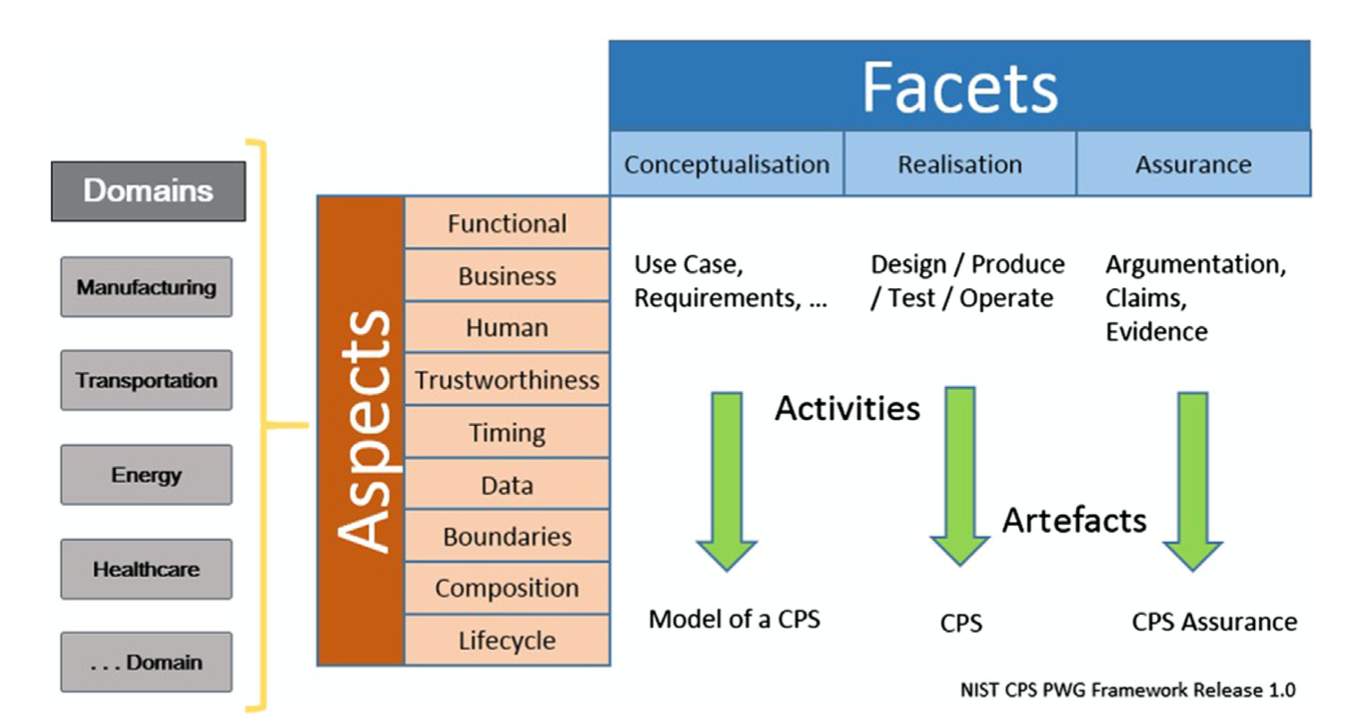 Facets
Conceptualisation
Realisation
Assurance
Domains
Manufacturing
Transportation
Energy
Healthcare
. . . Domain
Aspects
Functional
Business
Human
Trustworthiness
Timing
Data
Boundaries
Composition
Lifecycle
Use Case,
Requirements, ...
Design / Produce
/ Test / Operate
Argumentation,
Claims,
Evidence
Activities
Artefacts
Model of a CPS
CPS
CPS Assurance
NIST CPS PWG Framework Release 1.0